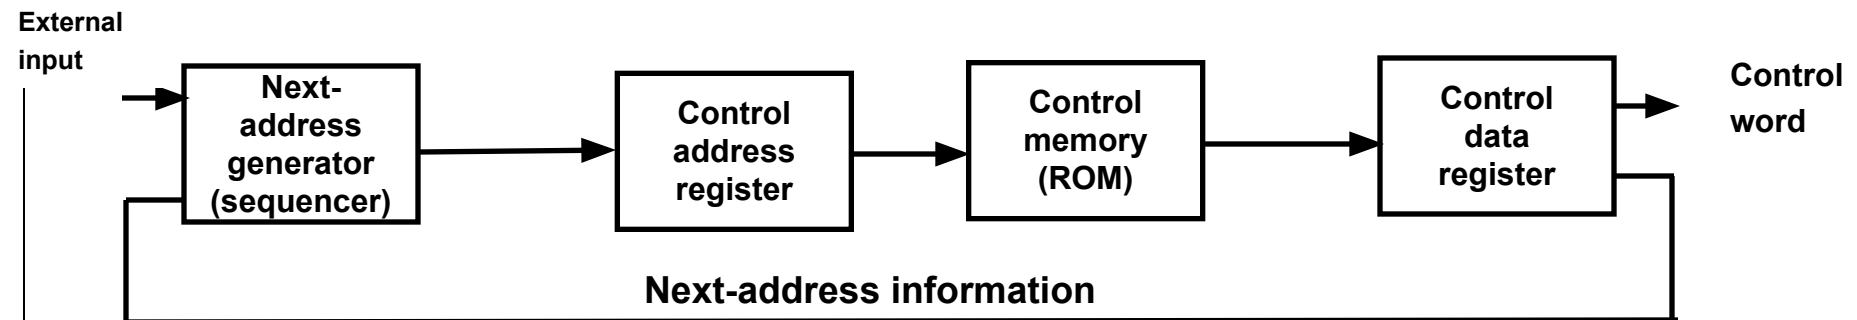 External
input
Next-
address
generator
(sequencer)
Control
address
register
Control
memory
(ROM)
Control
data
register
Control
word
Next-address information